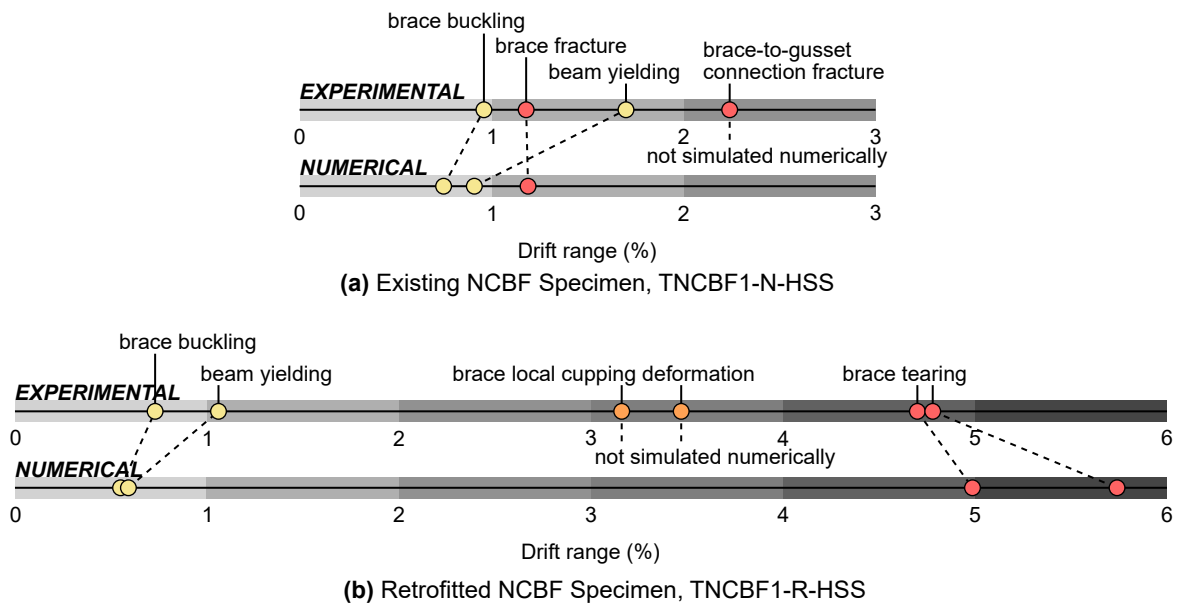 brace buckling
brace fracture
beam yielding
brace-to-gusset
connection fracture
EXPERIMENTAL
0 1 2 3
not simulated numerically
NUMERICAL
0 1 2 3
Drift range (%)
(a) Existing NCBF Specimen, TNCBF1-N-HSS
brace buckling
beam yielding
brace local cupping deformation
brace tearing
EXPERIMENTAL
0 1 2 3 4 5 6
not simulated numerically
NUMERICAL
0 1 2 3 4 5 6
Drift range (%)
(b) Retrofitted NCBF Specimen, TNCBF1-R-HSS